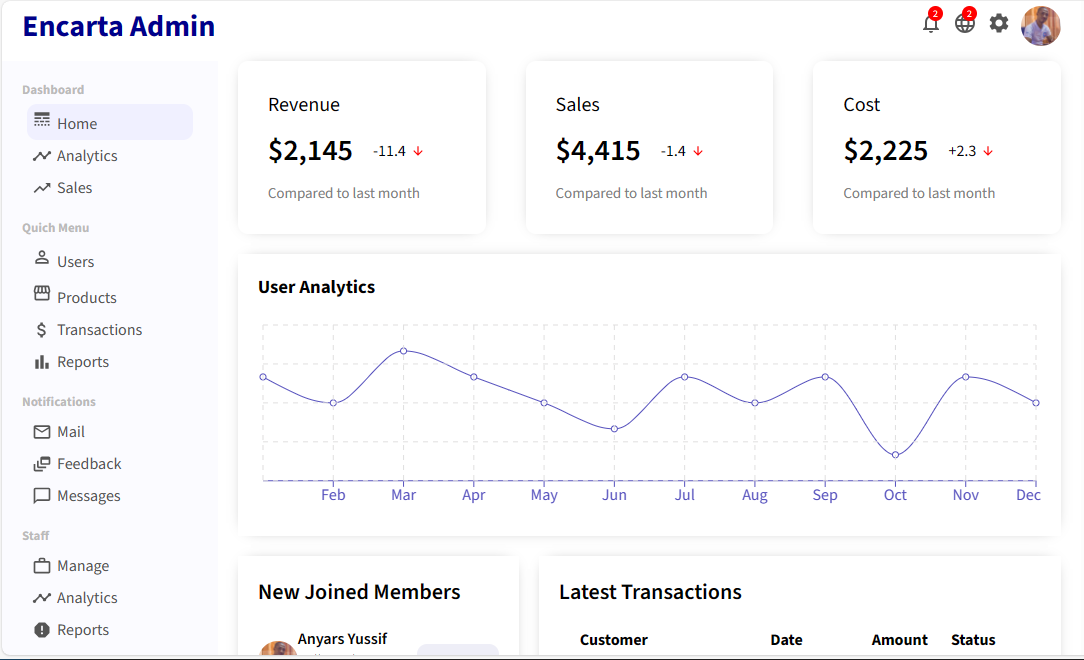 Encarta Admin
2
2
Dashboard
Home
Analytics
Sales
Quich Menu
Users
Products
Transactions
Reports
Notifications
Mail
Feedback
Messages
Staff
Manage
Analytics
Reports
Revenue
$2,145 -11.4
Compared to last month
Sales
$4,415 -1.4
Compared to last month
Cost
$2,225 +2.3
Compared to last month
User Analytics
Feb Mar Apr May Jun Jul Aug Sep Oct Nov Dec
New Joined Members
Anyars Yussif
Latest Transactions
Customer Date Amount Status